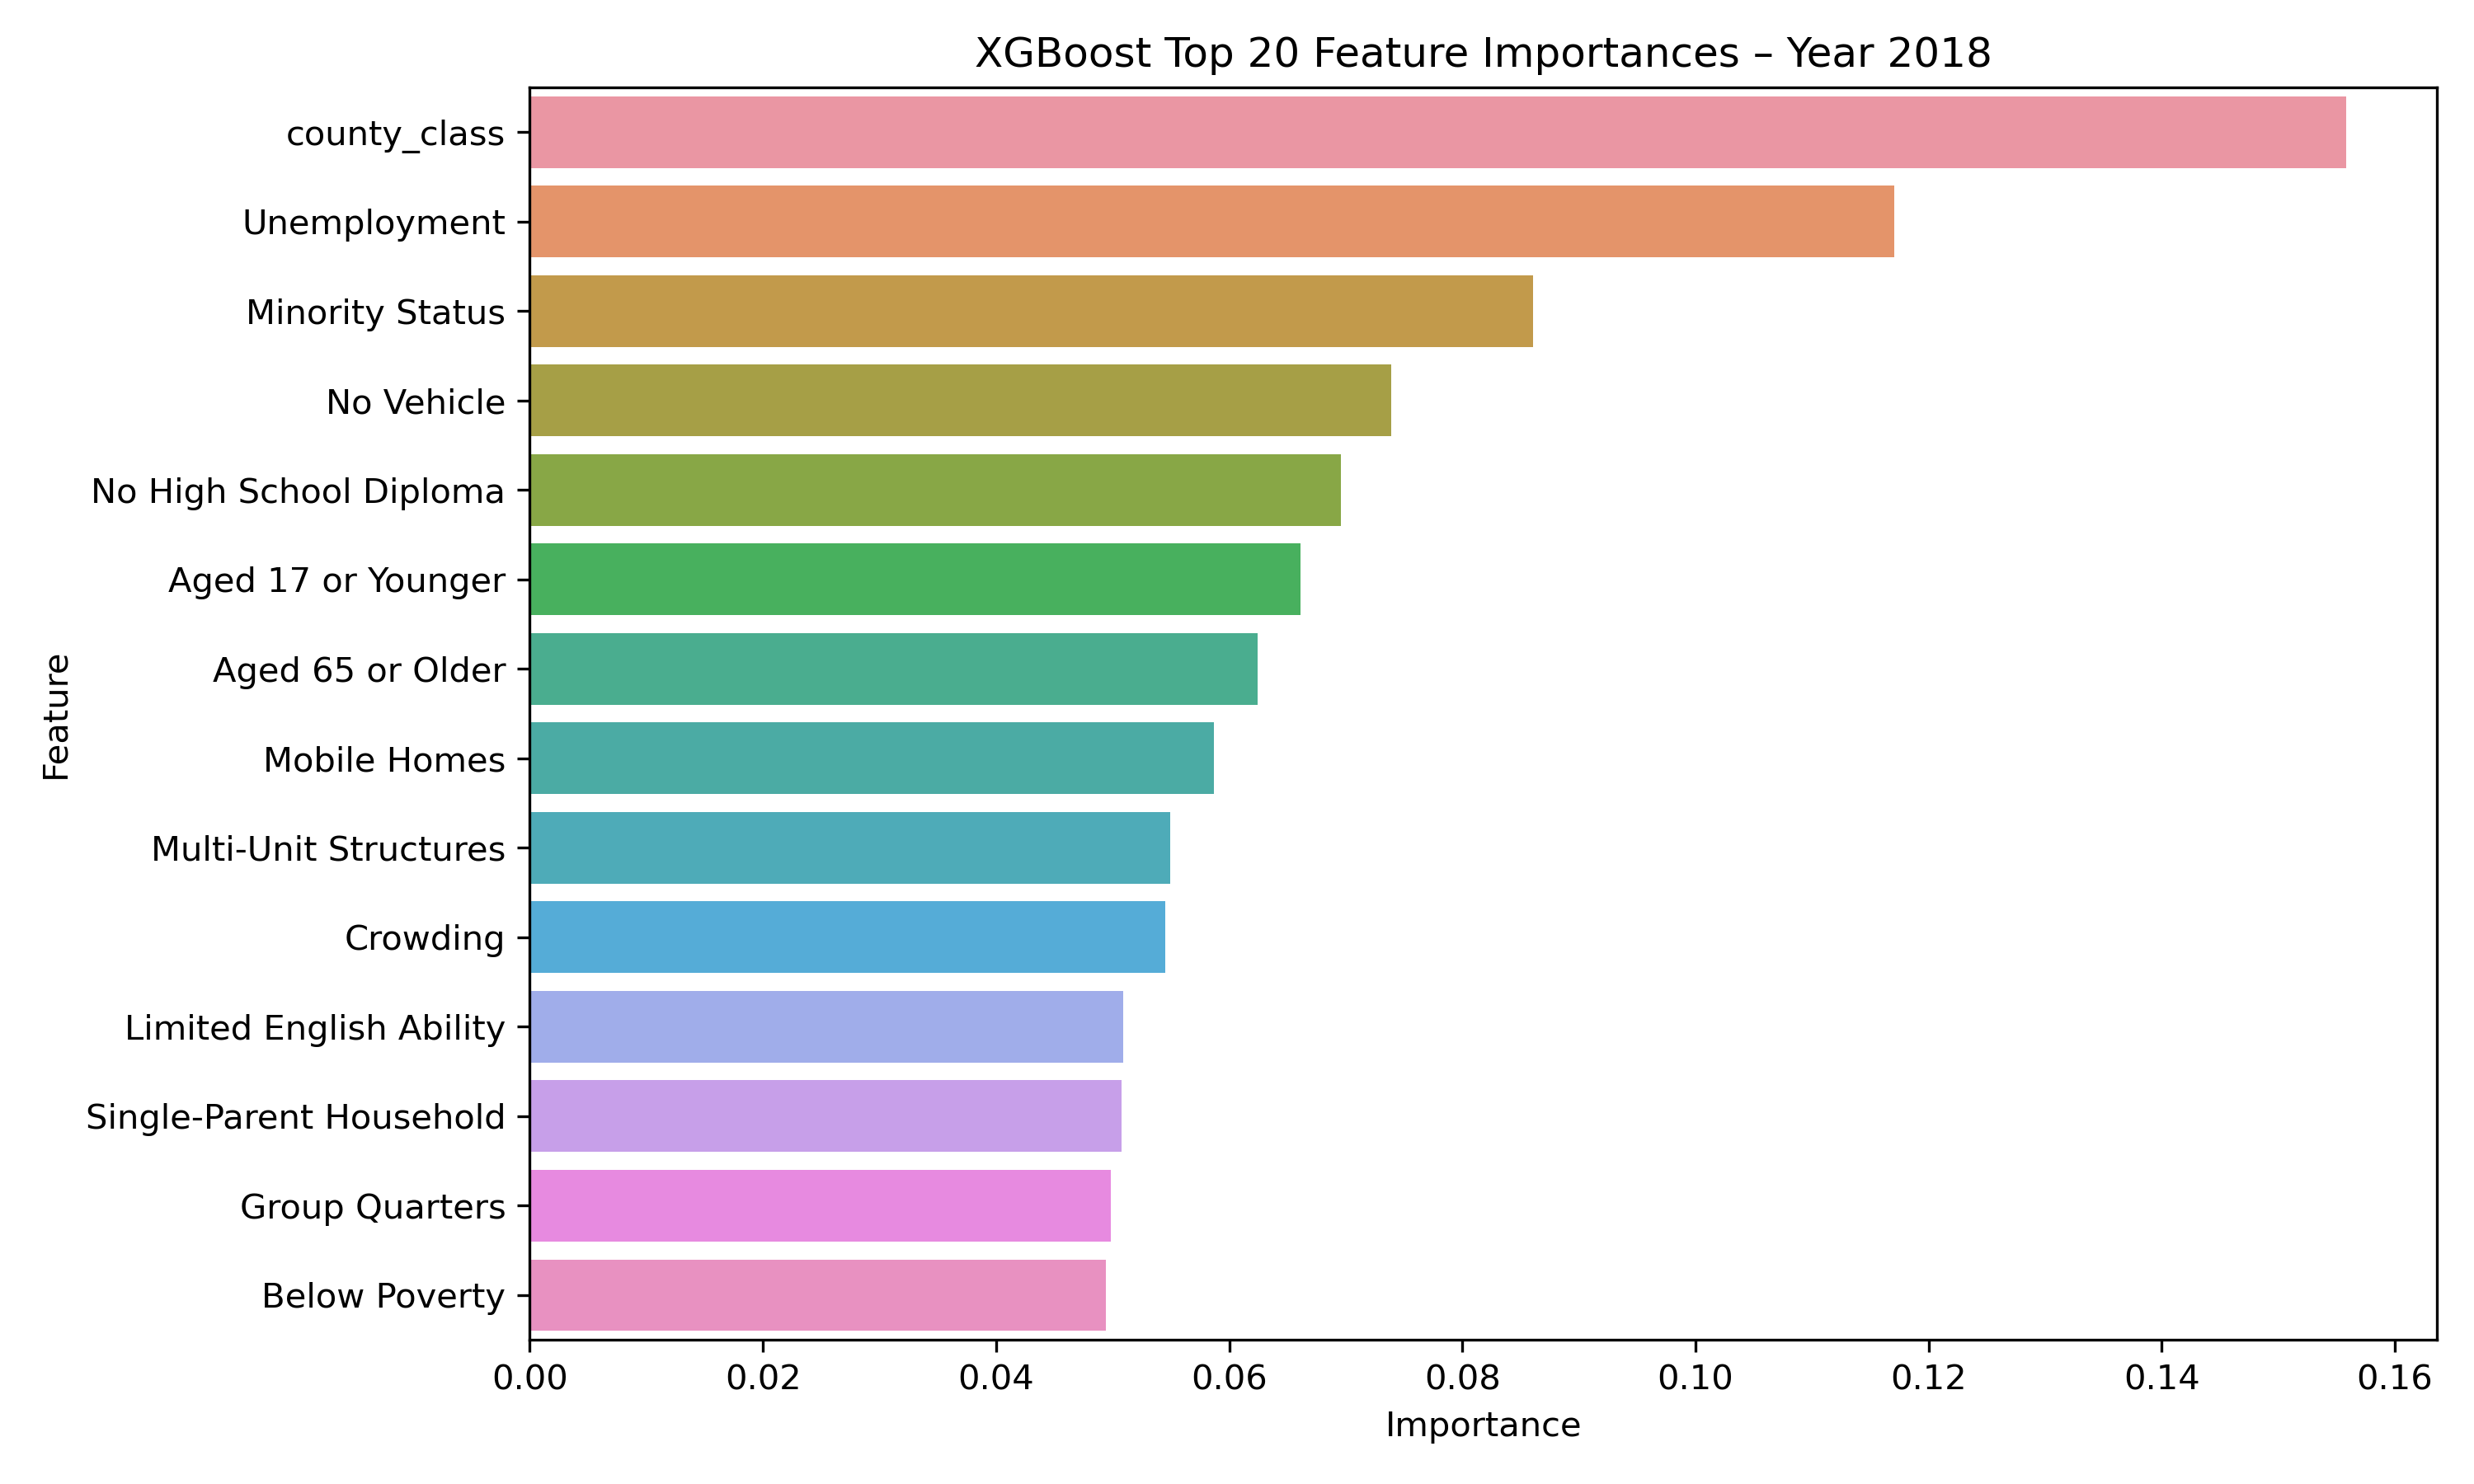 XGBoost Top 20 Feature Importances – Year 2018
county_class
Unemployment
Minority Status
No Vehicle
No High School Diploma
Aged 17 or Younger
Aged 65 or Older
Mobile Homes
Multi-Unit Structures
Crowding
Limited English Ability
Single-Parent Household
Group Quarters
Below Poverty
Feature
0.00 0.02 0.04 0.06 0.08 0.10 0.12 0.14 0.16
Importance